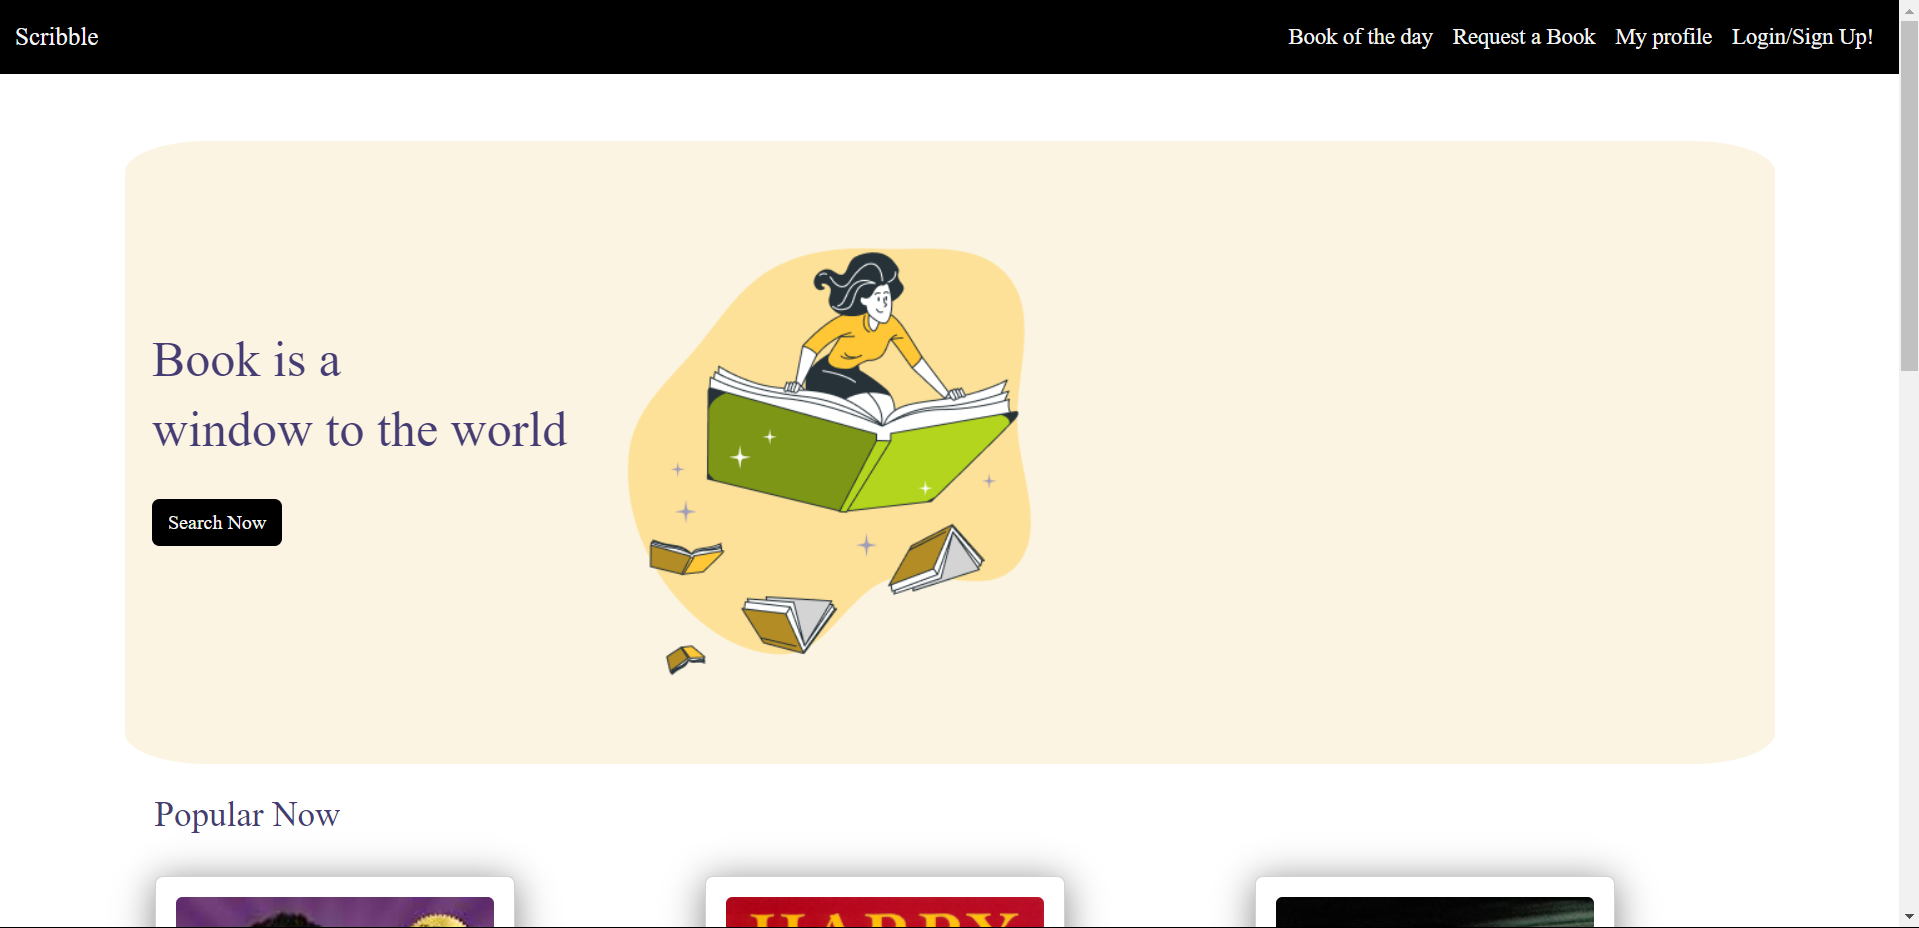 Scribble
Book of the day
Request a Book
My profile
Login/Sign Up!
Book is a
window to the world
Search Now
Popular Now
HAPPY